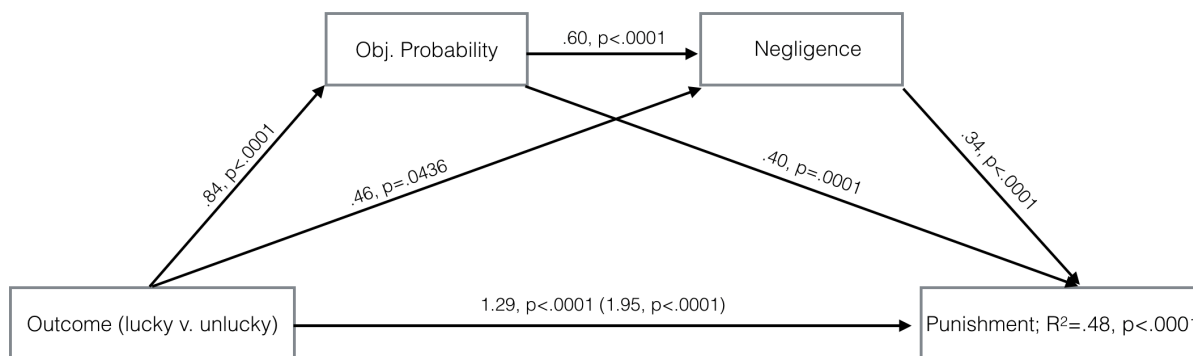 Obj. Probability
.60, p<.0001
Negligence
.84, p<.0001
.46, p=.0436
.40, p=.0001
.34, p<.0001
Outcome (lucky v. unlucky)
1.29, p<.0001 (1.95, p<.0001)
Punishment; R²=.48, p<.0001